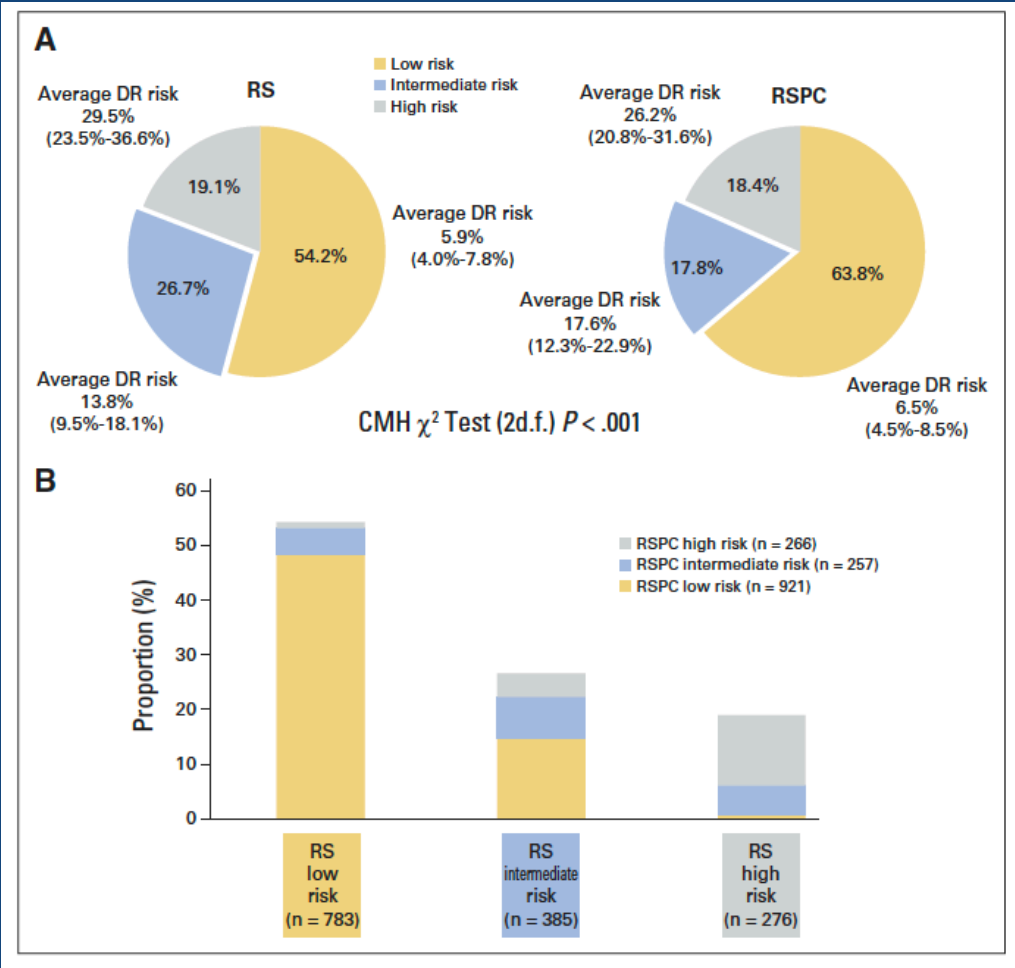 A
Low risk
Intermediate risk
High risk
RS
Average DR risk
29.5%
(23.5%-36.6%)
19.1%
54.2%
26.7%
Average DR risk
5.9%
(4.0%-7.8%)
Average DR risk
13.8%
(9.5%-18.1%)
RSPC
Average DR risk
26.2%
(20.8%-31.6%)
18.4%
17.8%
63.8%
Average DR risk
17.6%
(12.3%-22.9%)
Average DR risk
6.5%
(4.5%-8.5%)
CMH χ² Test (2d.f.) P < .001
B
Proportion (%)
60
50
40
30
20
10
0
RSPC high risk (n = 266)
RSPC intermediate risk (n = 257)
RSPC low risk (n = 921)
RS
low
risk
(n = 783)
RS
intermediate
risk
(n = 385)
RS
high
risk
(n = 276)